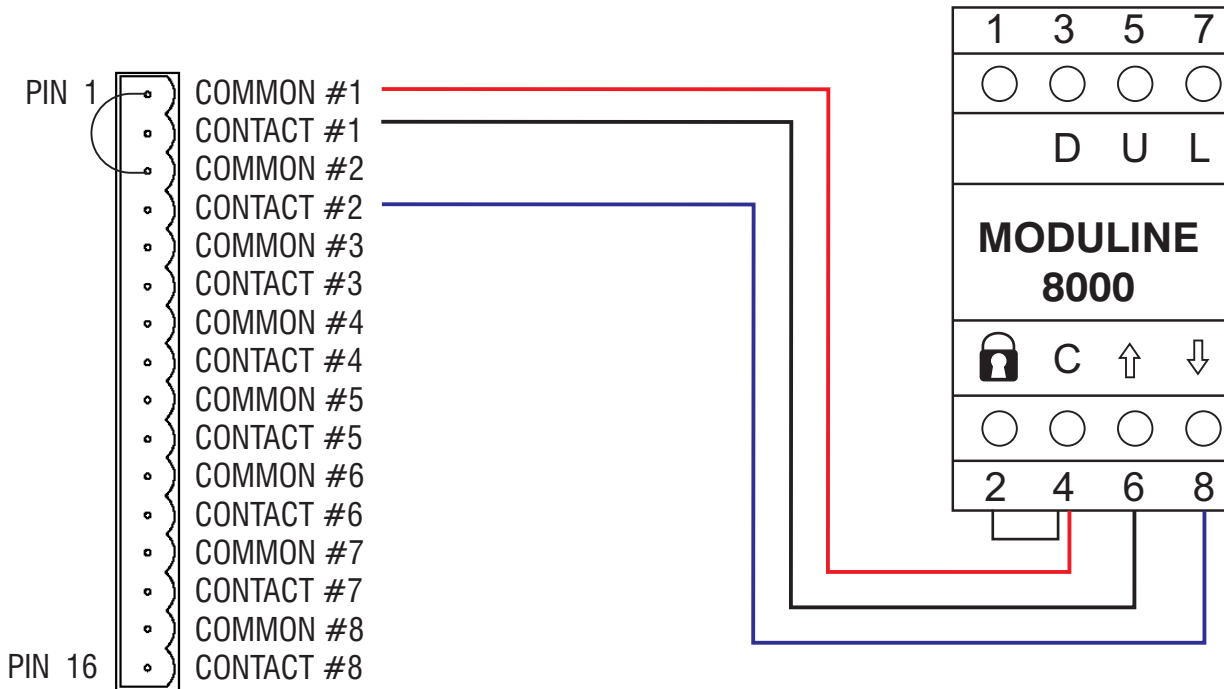 PIN 1
COMMON #1
CONTACT #1
COMMON #2
CONTACT #2
COMMON #3
CONTACT #3
COMMON #4
CONTACT #4
COMMON #5
CONTACT #5
COMMON #6
CONTACT #6
COMMON #7
CONTACT #7
COMMON #8
PIN 16 CONTACT #8
1 3 5 7
D U L
MODULINE
8000
C ⇧ ⇩
2 4 6 8